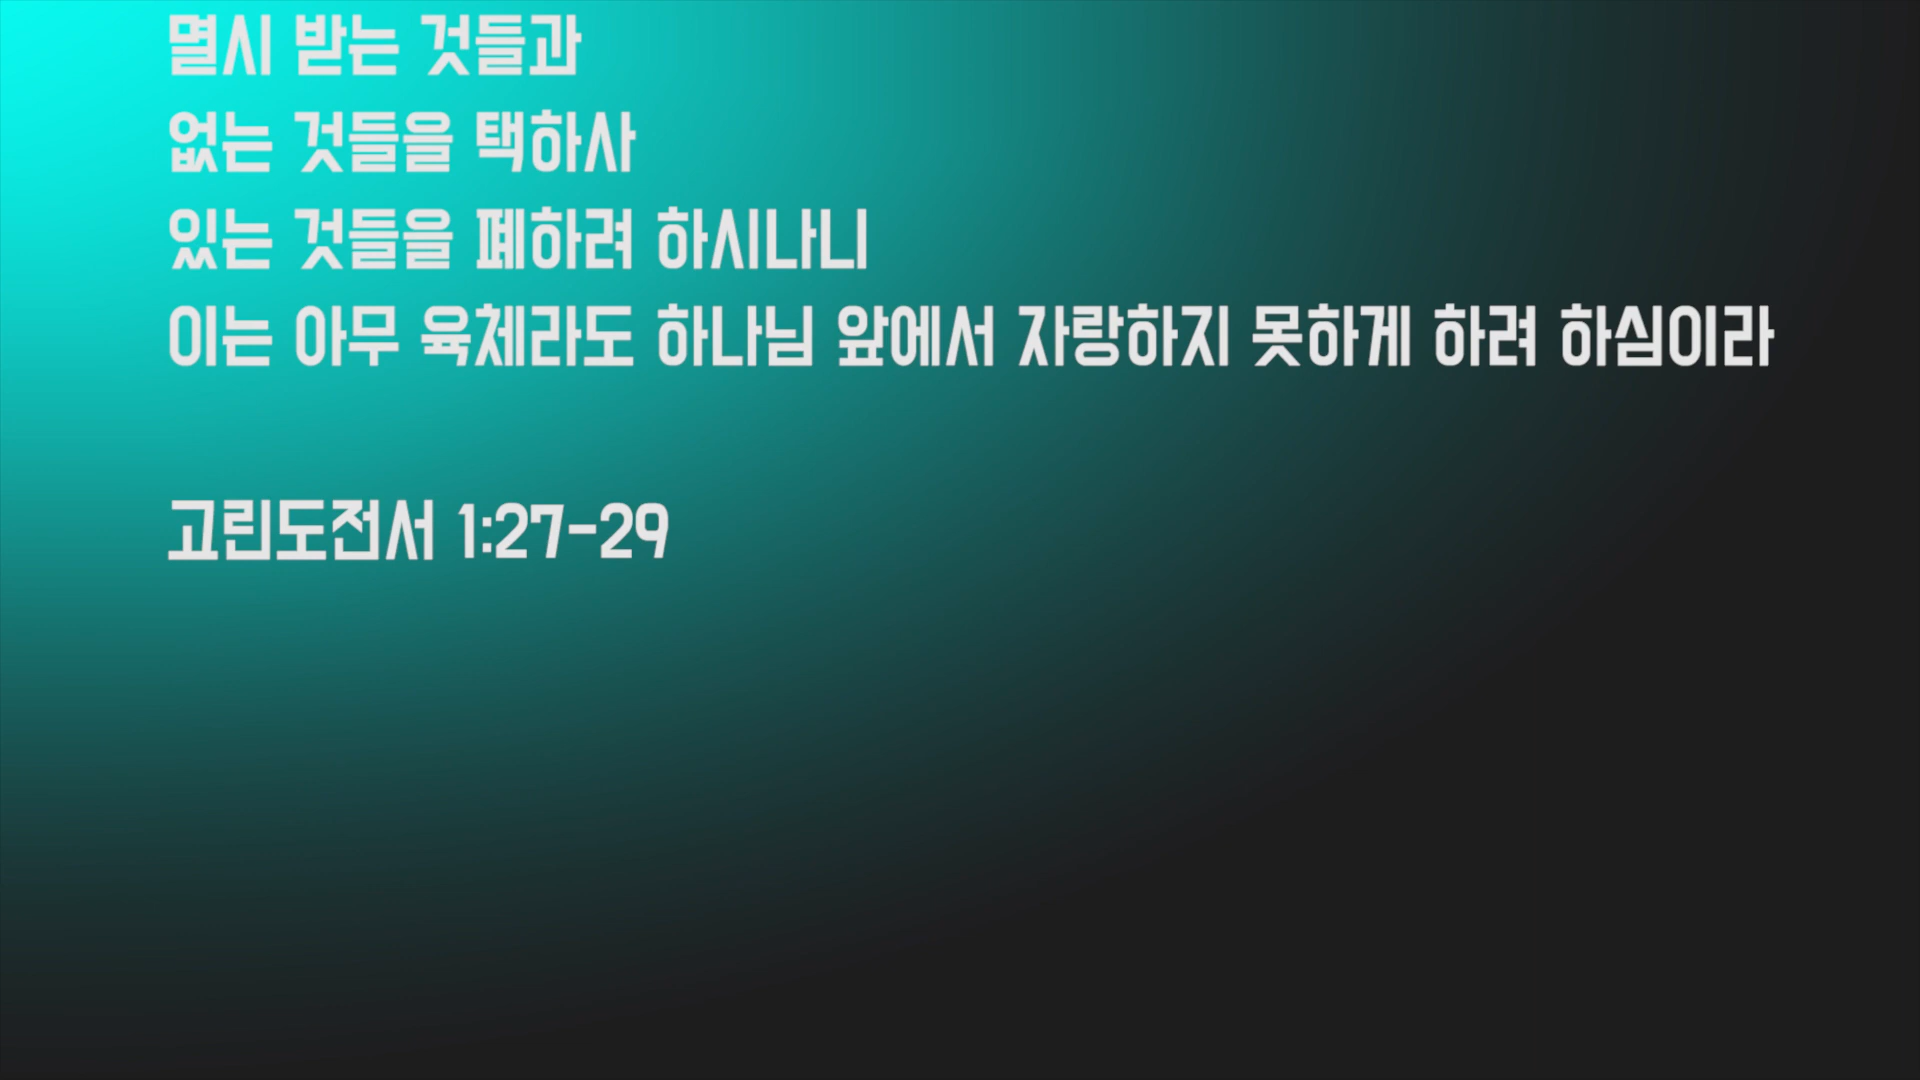 멸시 받는 것들과
없는 것들을 택하사
있는 것들을 폐하려 하시나니
이는 아무 육체라도 하나님 앞에서 자랑하지 못하게 하려 하심이라
고린도전서 1:27-29